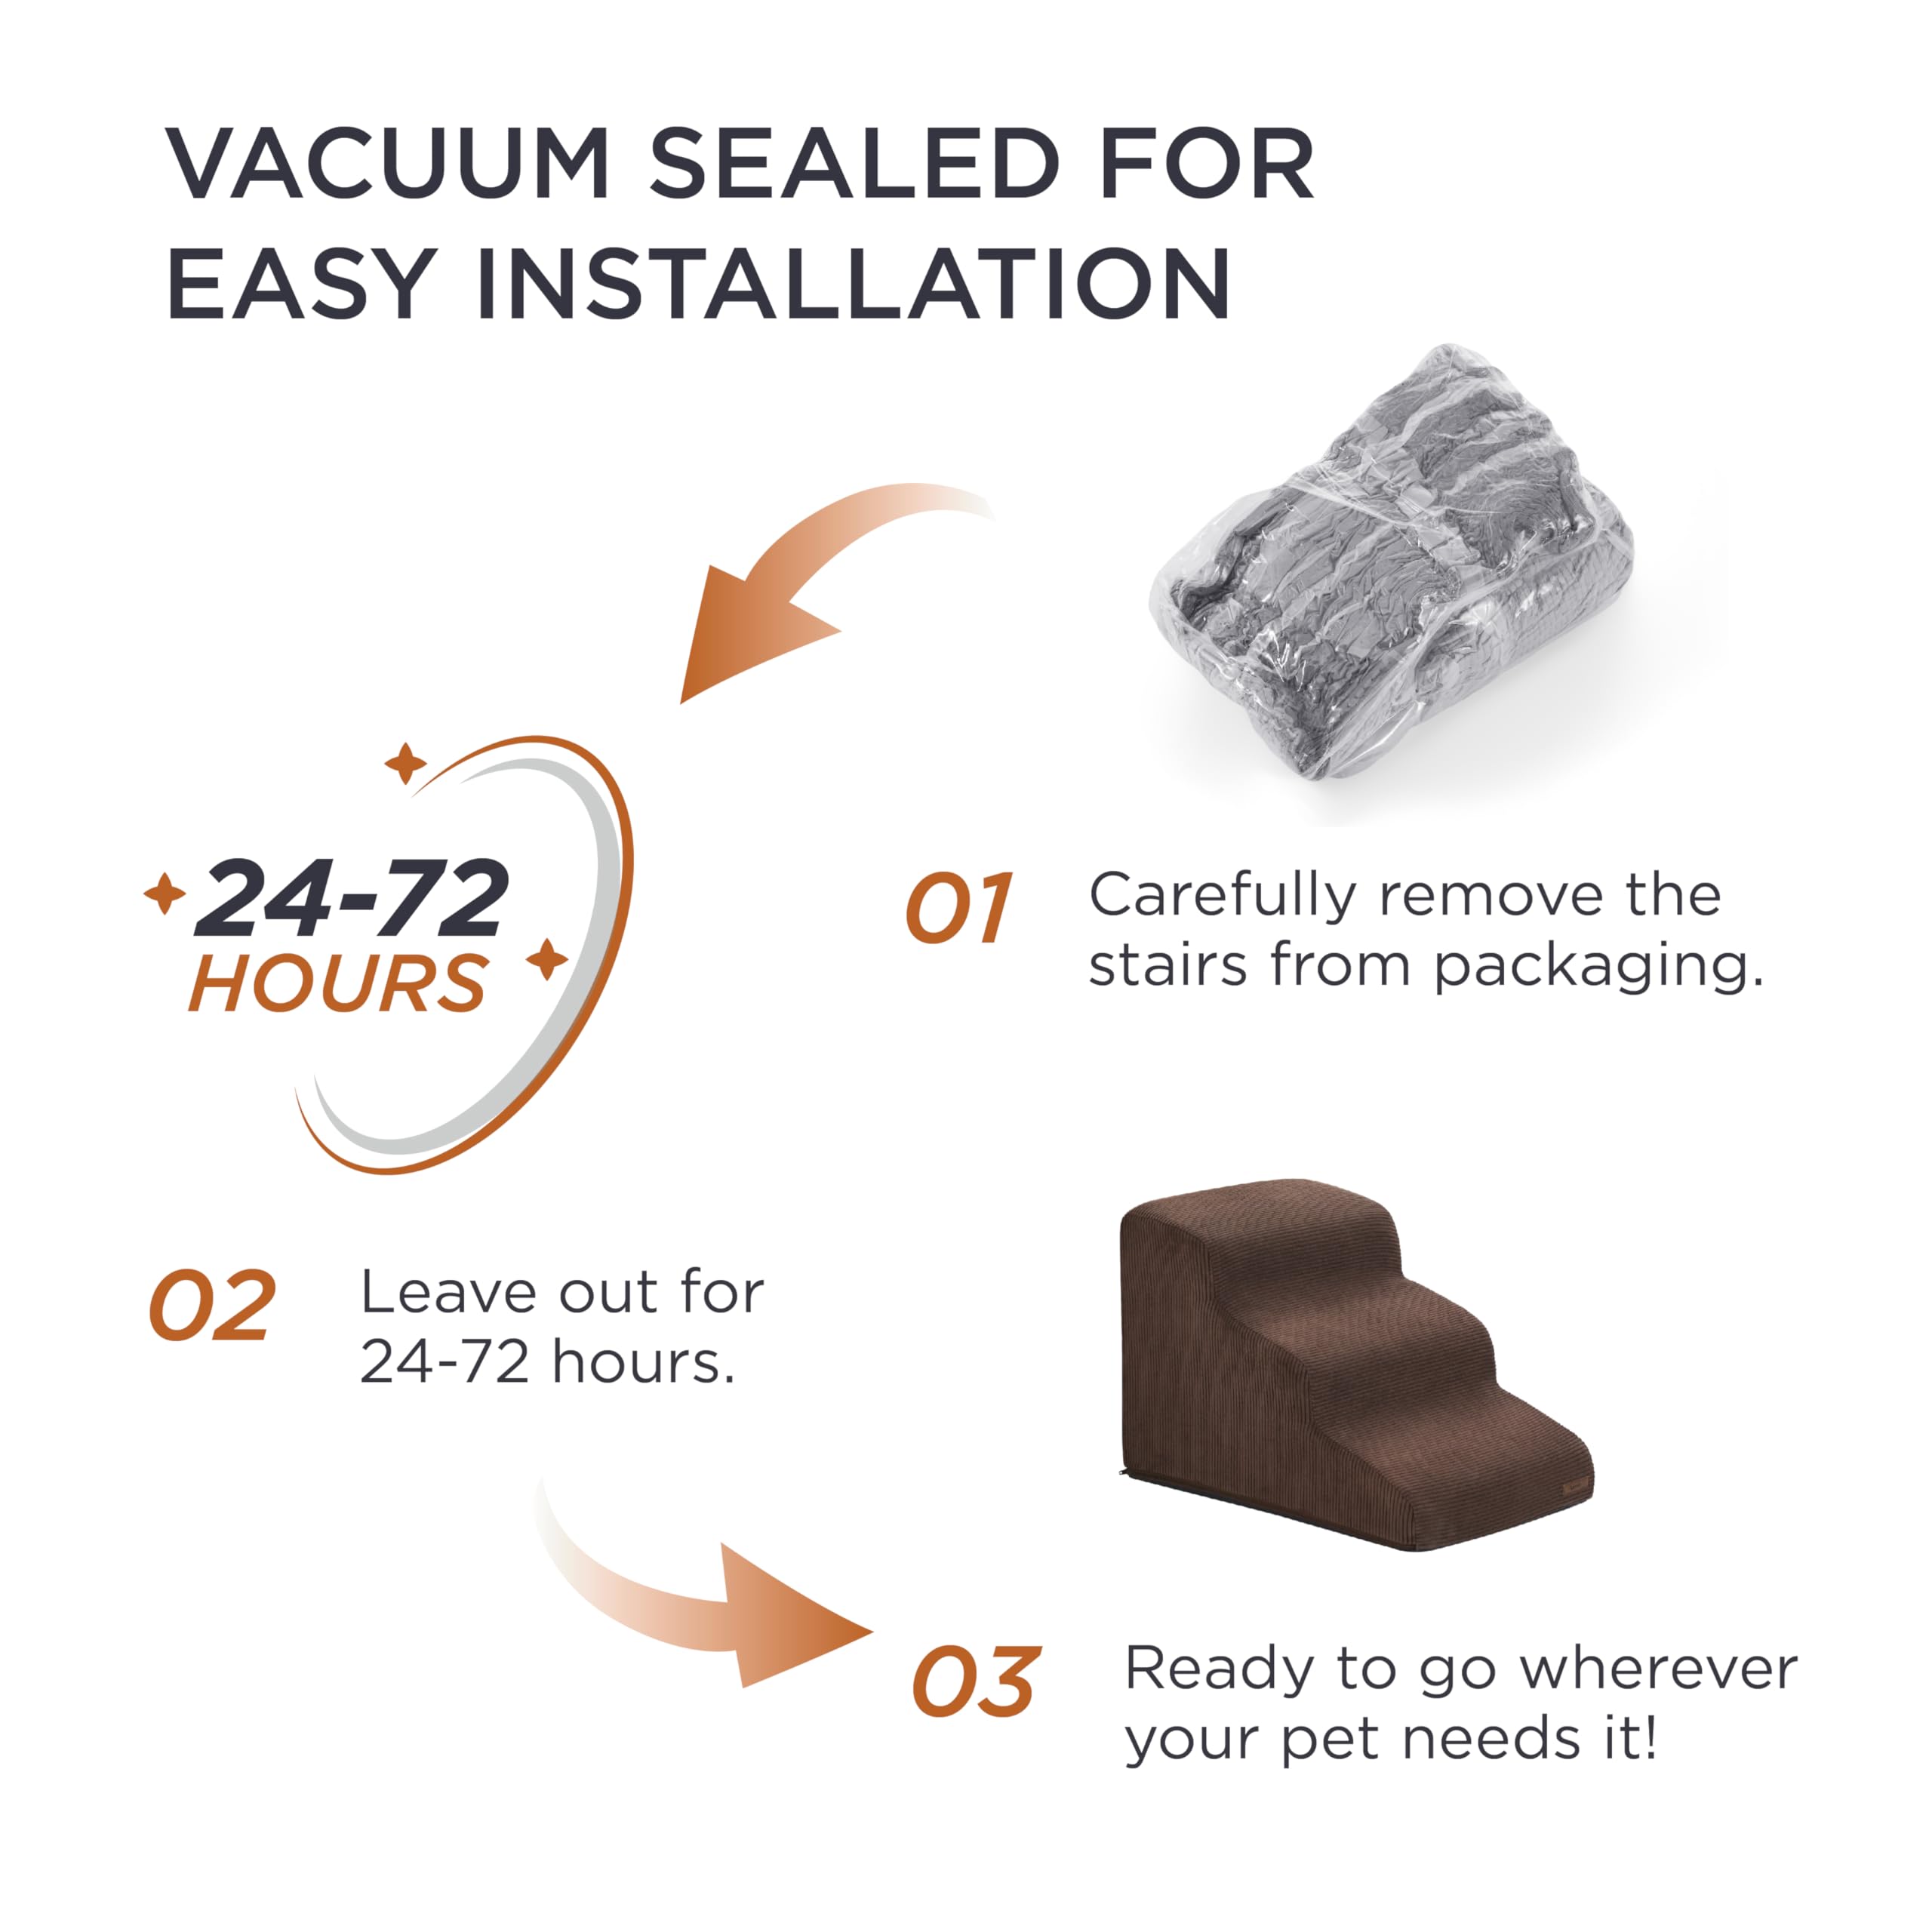 VACUUM SEALED FOR
EASY INSTALLATION
01 Carefully remove the
stairs from packaging.
24-72
HOURS
02 Leave out for
24-72 hours.
03 Ready to go wherever
your pet needs it!